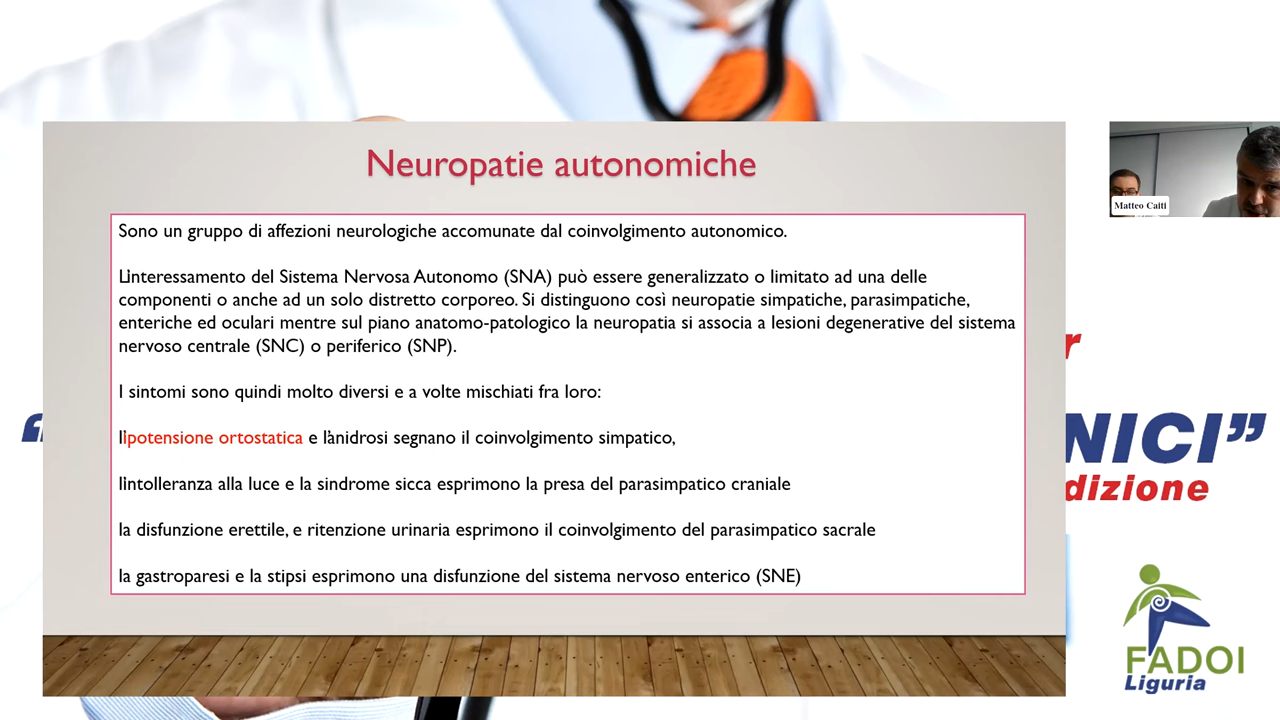 Neuropatie autonomiche
Sono un gruppo di affezioni neurologiche accomunate dal coinvolgimento autonomico.
L'interessamento del Sistema Nervosa Autonomo (SNA) può essere generalizzato o limitato ad una delle
componenti o anche ad un solo distretto corporeo. Si distinguono così neuropatie simpatiche, parasimpatiche,
enteriche ed oculari mentre sul piano anatomo-patologico la neuropatia si associa a lesioni degenerative del sistema
nervoso centrale (SNC) o periferico (SNP).
I sintomi sono quindi molto diversi e a volte mischiati fra loro:
l'ipotensione ortostatica e l'anidrosi segnano il coinvolgimento simpatico,
l'intolleranza alla luce e la sindrome sicca esprimono la presa del parasimpatico craniale
la disfunzione erettile, e ritenzione urinaria esprimono il coinvolgimento del parasimpatico sacrale
la gastroparesi e la stipsi esprimono una disfunzione del sistema nervoso enterico (SNE)
Matteo Caiti
r
“ NICI”
dizione
FADOI
Liguria